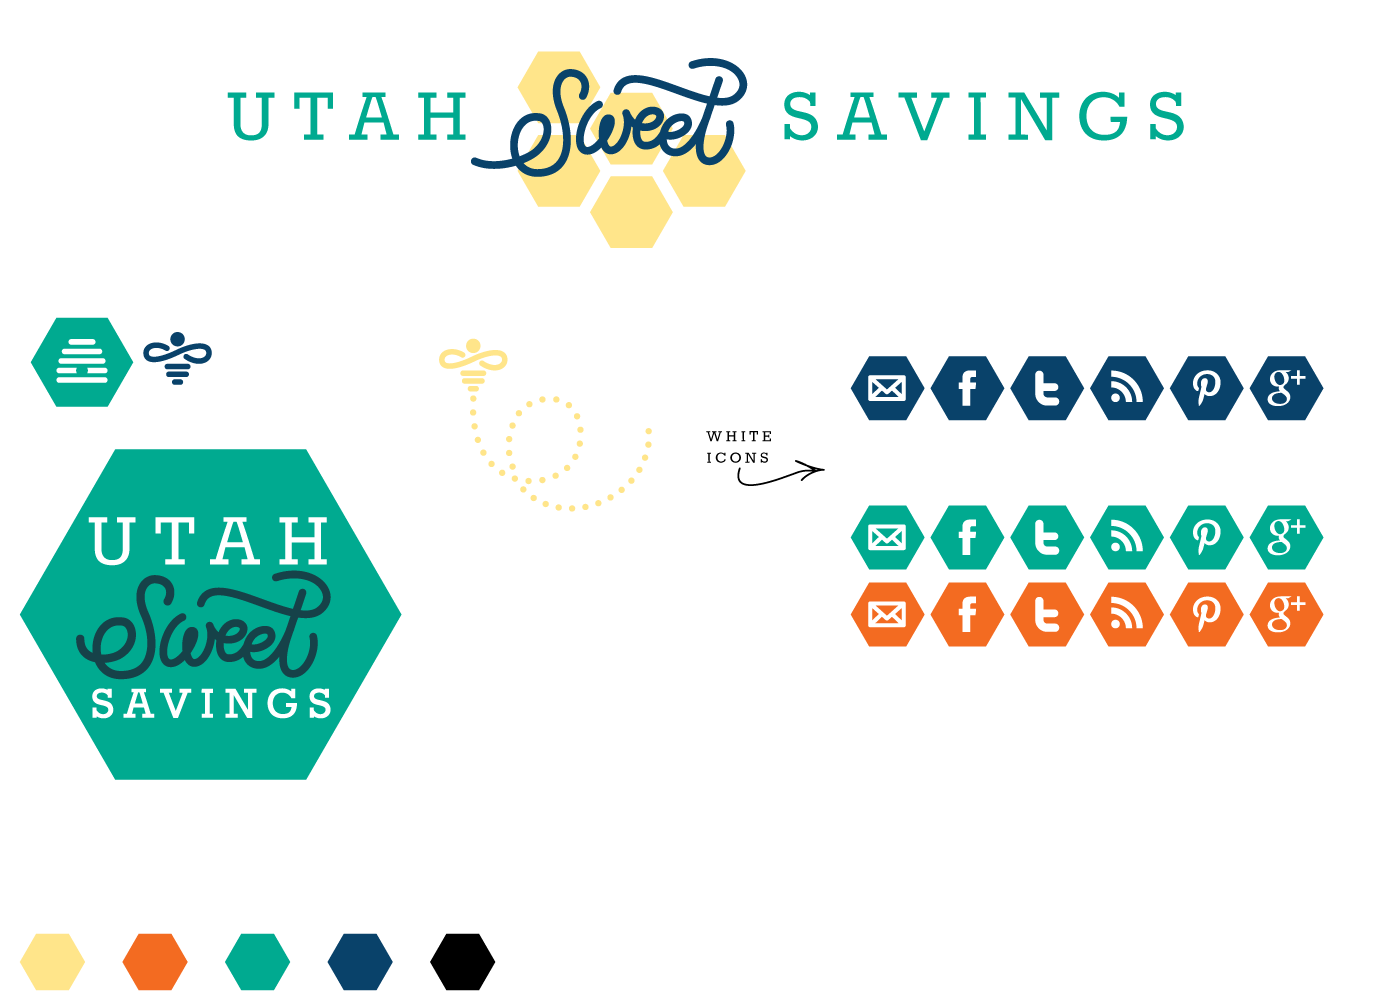 UTAH Sweet SAVINGS
WHITE
ICONS
f t g+
UTAH
Sweet
SAVINGS
f t g+
f t g+